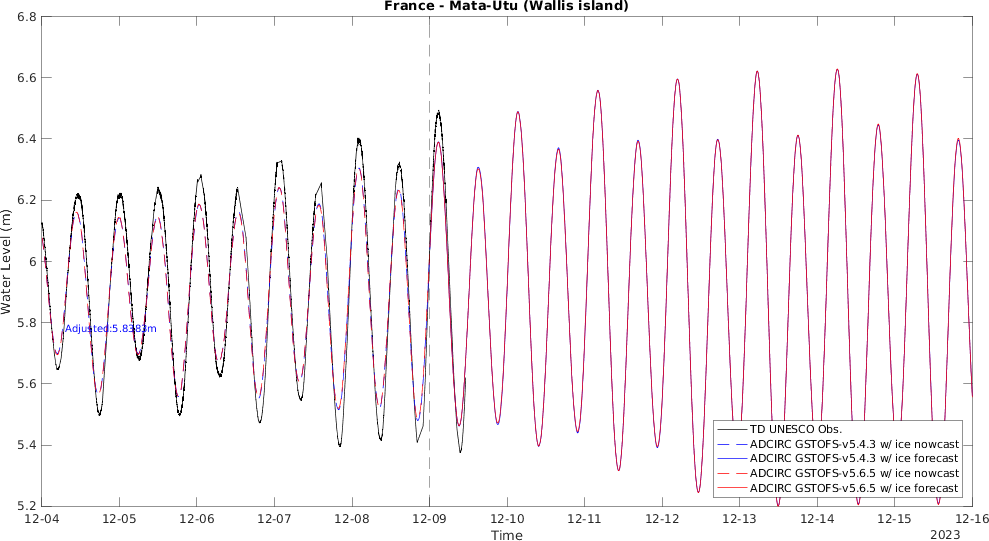 France - Mata-Utu (Wallis island)
6.8
6.6
6.4
6.2
6
5.8
5.6
5.4
5.2
Water Level (m)
Adjusted:5.8383m
TD UNESCO Obs.
ADCIRC GSTOFS-v5.4.3 w/ ice nowcast
ADCIRC GSTOFS-v5.4.3 w/ ice forecast
ADCIRC GSTOFS-v5.6.5 w/ ice nowcast
ADCIRC GSTOFS-v5.6.5 w/ ice forecast
12-04 12-05 12-06 12-07 12-08 12-09 12-10 12-11 12-12 12-13 12-14 12-15 12-16
Time
2023